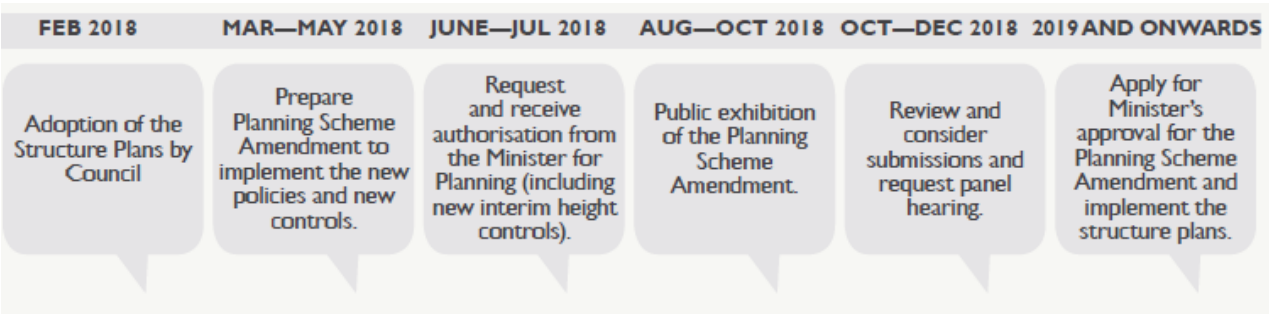 FEB 2018 MAR—MAY 2018 JUNE—JUL 2018 AUG—OCT 2018 OCT—DEC 2018 2019 AND ONWARDS
Adoption of the
Structure Plans by
Council
Prepare
Planning Scheme
Amendment to
implement the new
policies and new
controls.
Request
and receive
authorisation from
the Minister for
Planning (including
new interim height
controls).
Public exhibition
of the Planning
Scheme
Amendment.
Review and
consider
submissions and
request panel
hearing.
Apply for
Minister's
approval for the
Planning Scheme
Amendment and
implement the
structure plans.